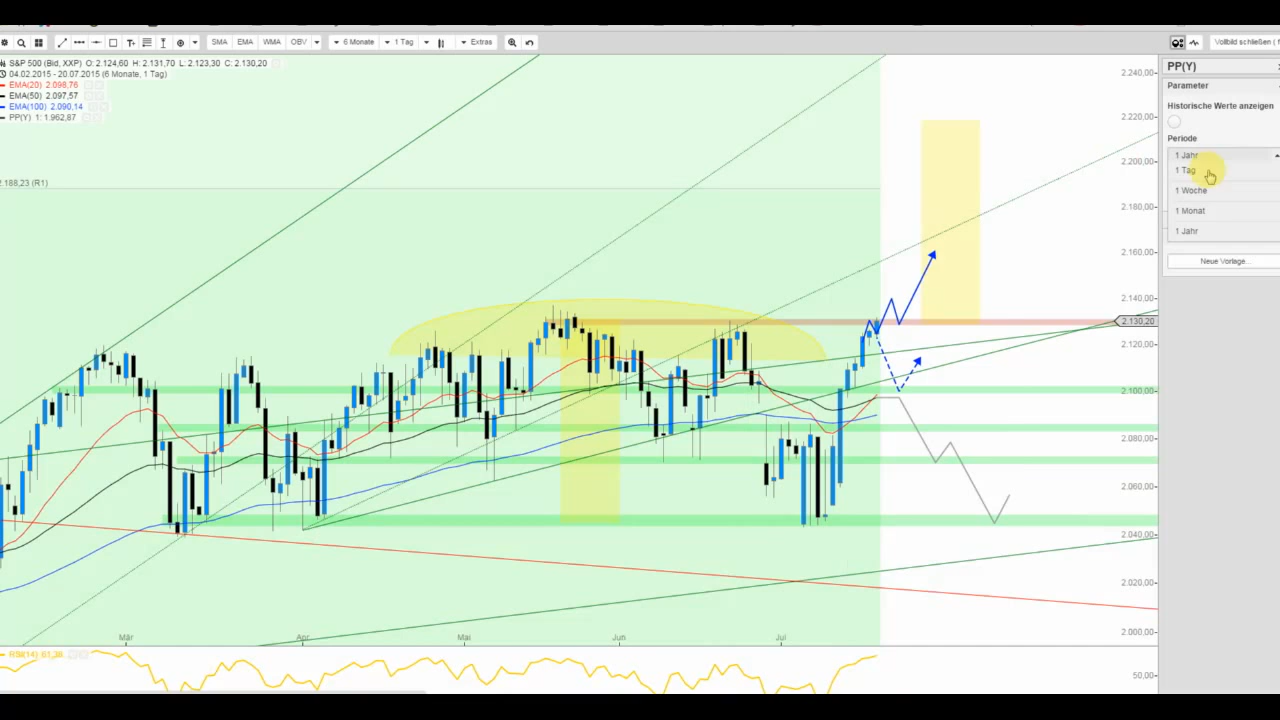 SMA EMA WMA OBV 6 Monate 1 Tag Extras Vollbild schließen (
S&P 500 (Bid, XXP) O: 2.124,60 H: 2.131,70 L: 2.123,30 C: 2.130,20
04.02.2015 - 20.07.2015 (6 Monate, 1 Tag)
EMA(20) 2.098,76
EMA(50) 2.097,57
EMA(100) 2.090,14
PP(Y) 1: 1.962,87
2.188,23 (R1)
2.240,00
2.220,00
2.200,00
2.180,00
2.160,00
2.140,00
2.130,20
2.120,00
2.100,00
2.080,00
2.060,00
2.040,00
2.020,00
2.000,00
Mär Apr Mai Jun Jul
RSI(14) 61,38
50,00
PP(Y)
Parameter
Historische Werte anzeigen
Periode
1 Jahr
1 Tag
1 Woche
1 Monat
1 Jahr
Neue Vorlage...